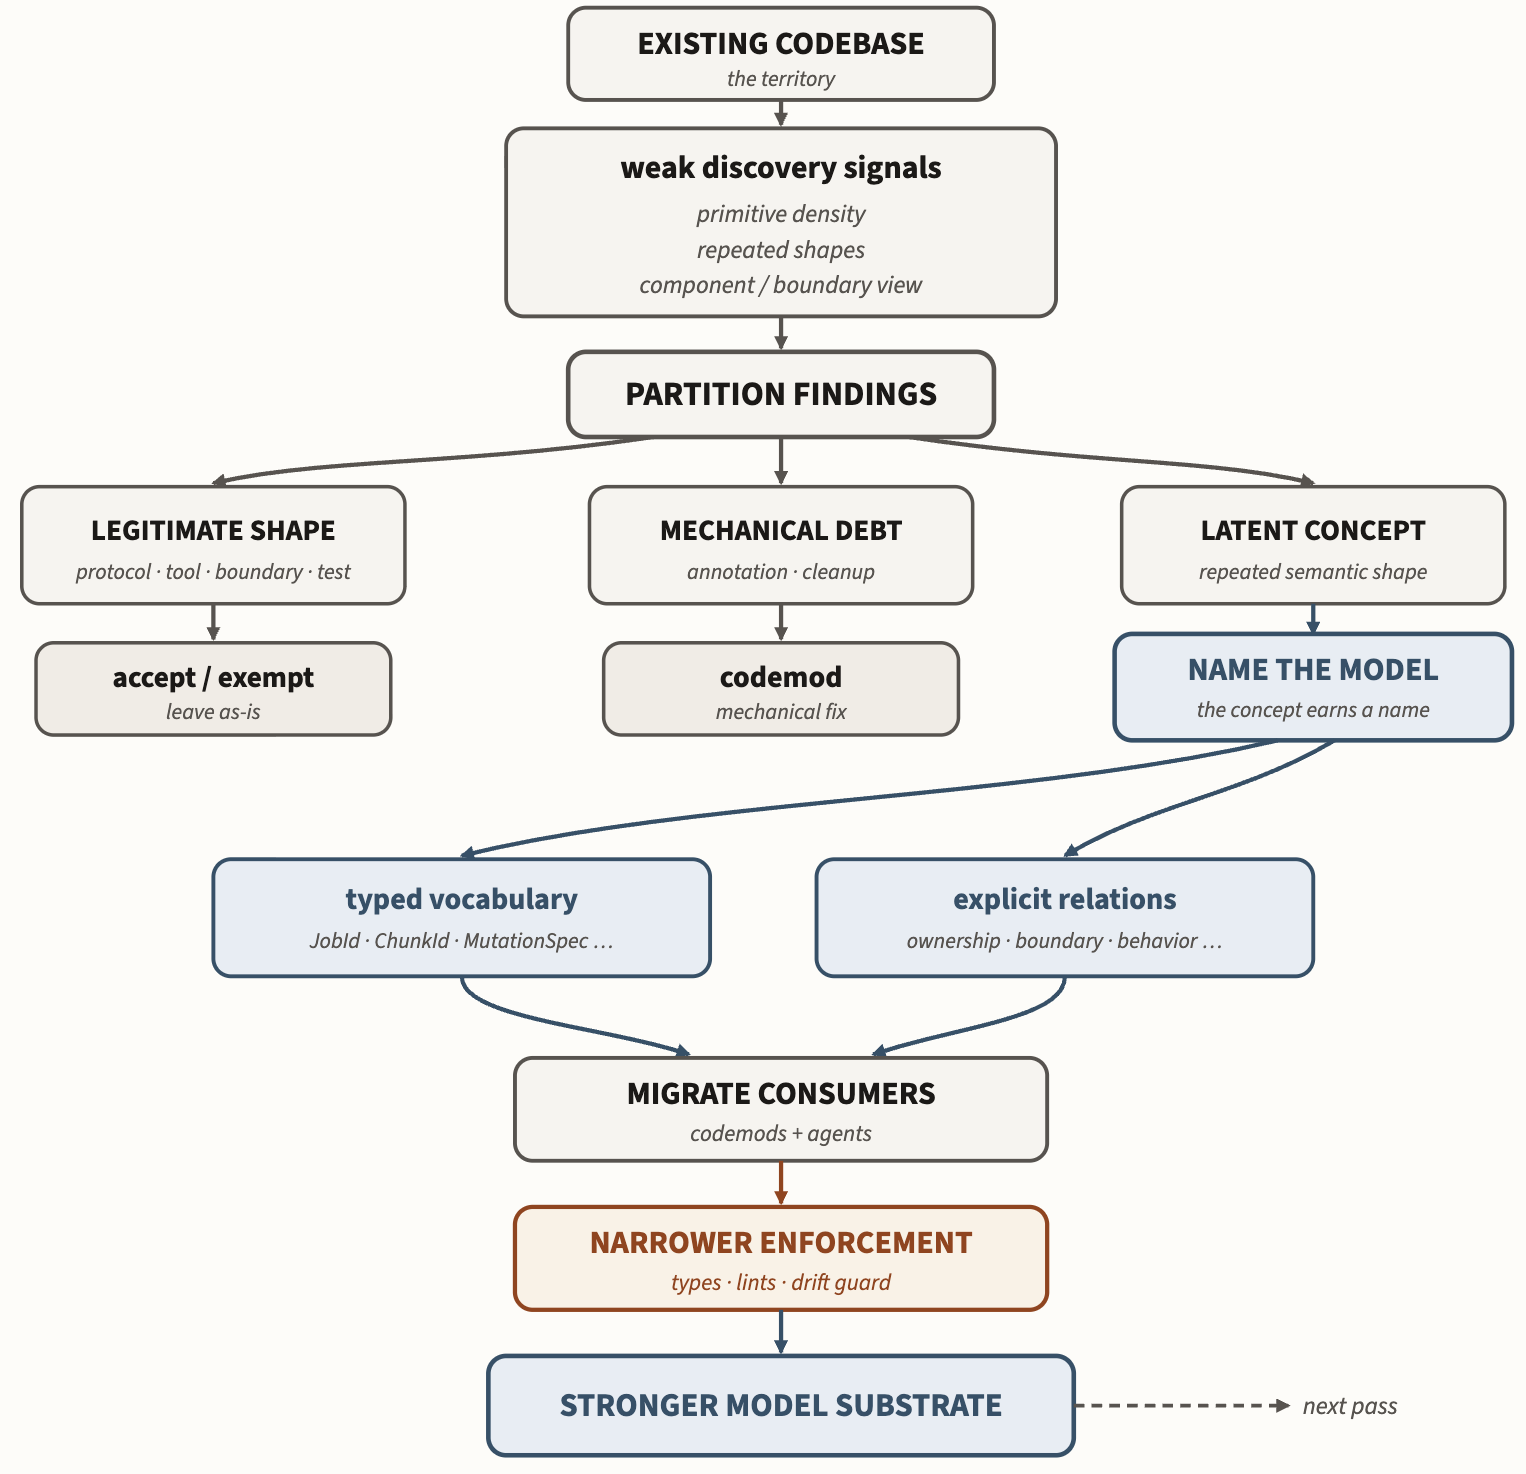 EXISTING CODEBASE
the territory
weak discovery signals
primitive density
repeated shapes
component / boundary view
PARTITION FINDINGS
LEGITIMATE SHAPE
protocol · tool · boundary · test
MECHANICAL DEBT
annotation · cleanup
LATENT CONCEPT
repeated semantic shape
accept / exempt
leave as-is
codemod
mechanical fix
NAME THE MODEL
the concept earns a name
typed vocabulary
JobId · ChunkId · MutationSpec …
explicit relations
ownership · boundary · behavior …
MIGRATE CONSUMERS
codemods + agents
NARROWER ENFORCEMENT
types · lints · drift guard
STRONGER MODEL SUBSTRATE
next pass